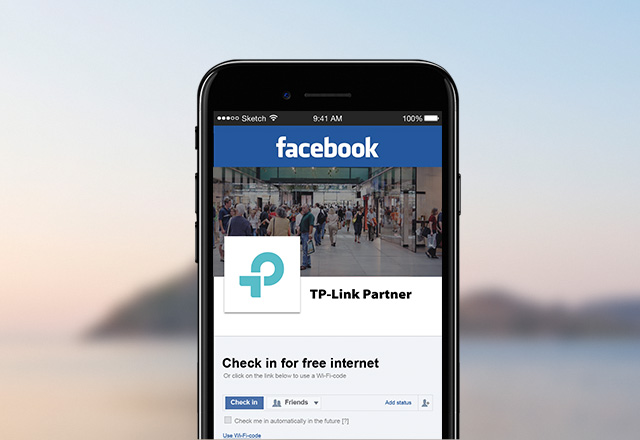 Sketch 9:41 AM 100%
facebook
TP-Link Partner
Check in for free internet
Or click on the link below to use a Wi-Fi-code
Check in Friends Add status
Check me in automatically in the future [?]
Use Wi-Fi-code